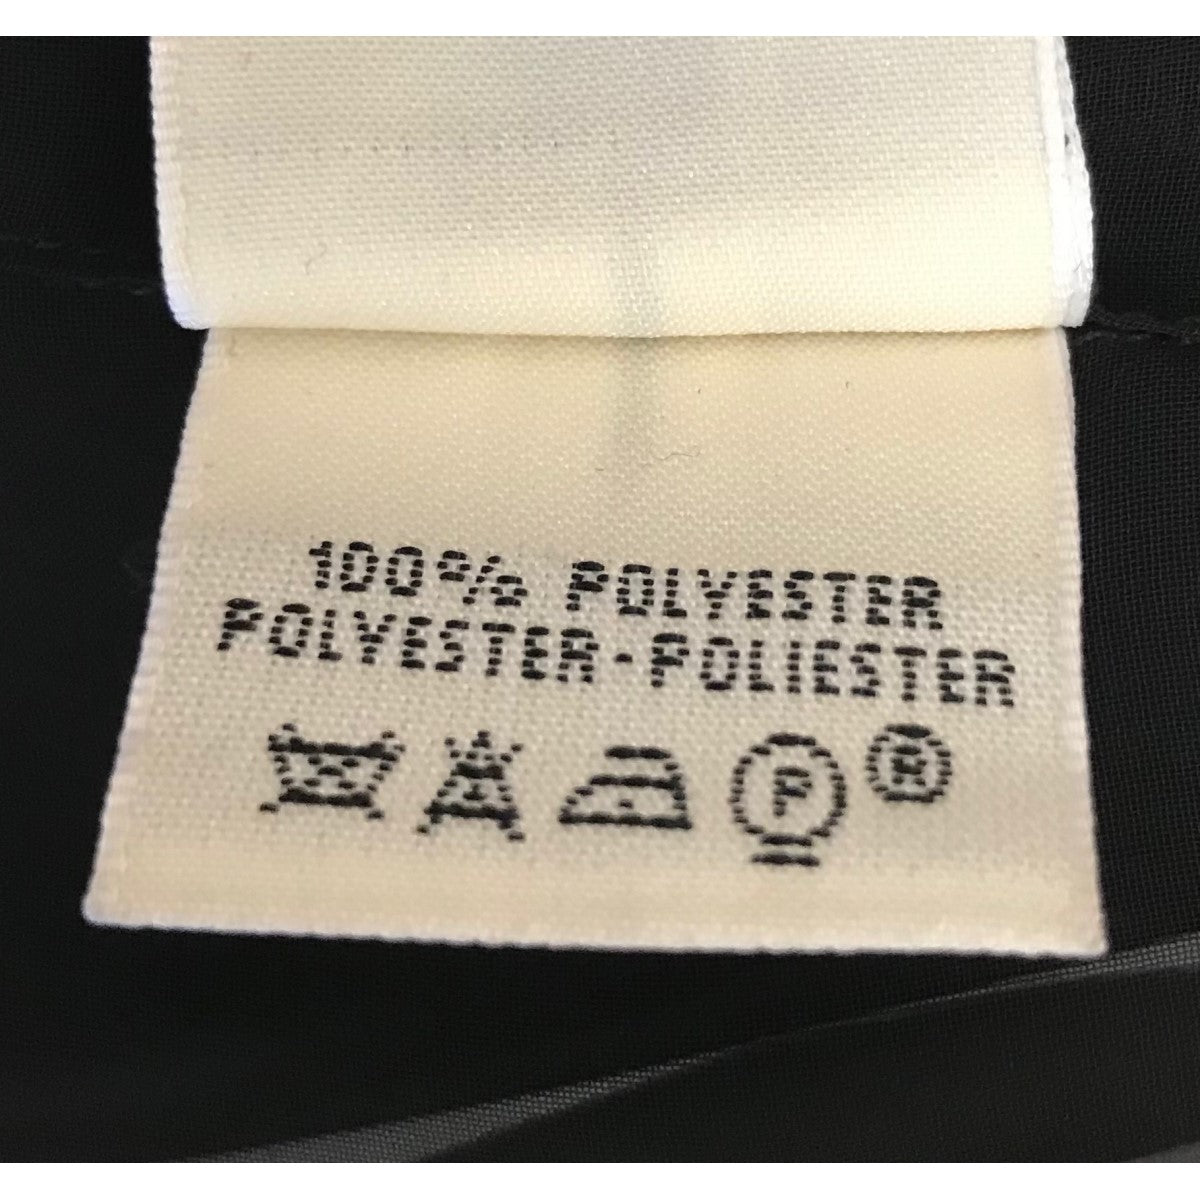 100% POLYESTER
POLYESTER · POLIESTER
P ®